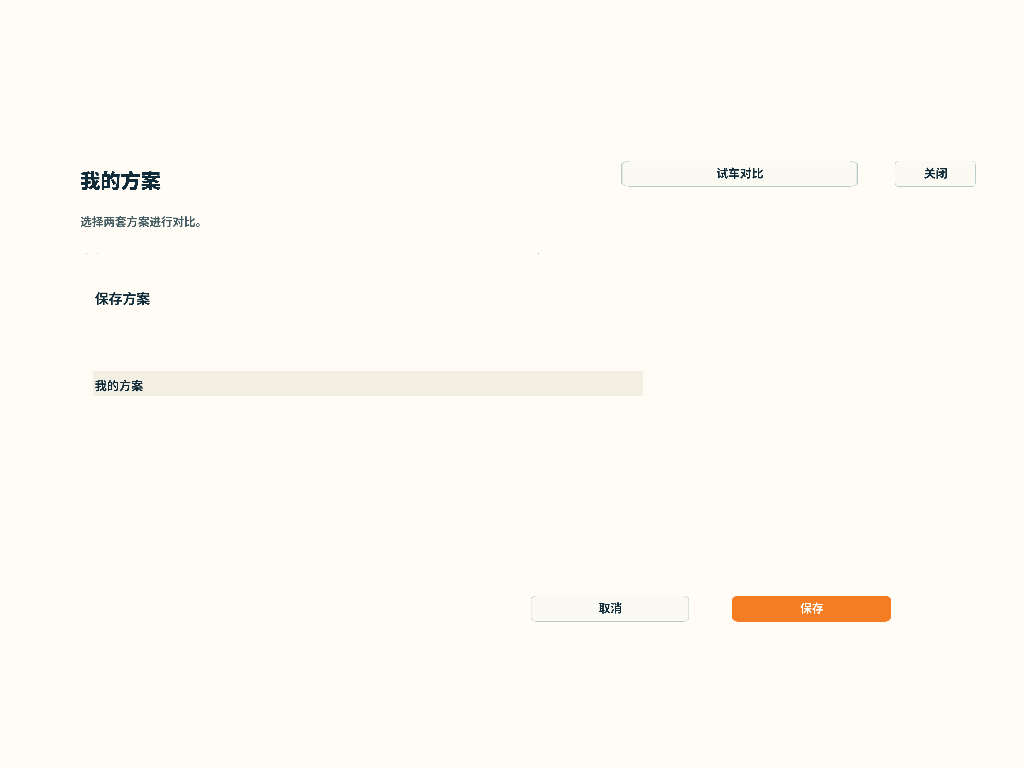 我的方案
试车对比
关闭
选择两套方案进行对比。
保存方案
我的方案
取消
保存